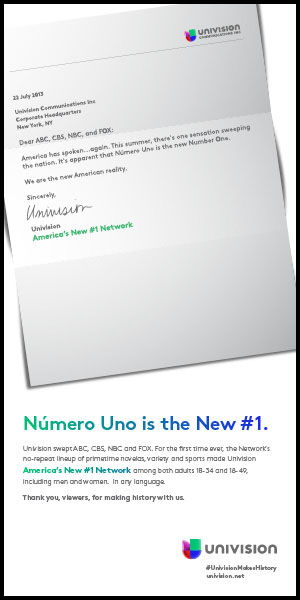 UNIVISION
COMMUNICATIONS INC
23 July 2013
Univision Communications Inc
Corporate Headquarters
New York, NY
Dear ABC, CBS, NBC, and FOX:
America has spoken...again. This summer, there's one sensation sweeping
the nation. It's apparent that Número Uno is the new Number One.
We are the new American reality.
Sincerely,
Univision
Univision
America's New #1 Network
Número Uno is the New #1.
Univision swept ABC, CBS, NBC and FOX. For the first time ever, the Network's
no-repeat lineup of primetime novelas, variety and sports made Univision
America's New #1 Network among both adults 18-34 and 18-49,
including men and women. In any language.
Thank you, viewers, for making history with us.
UNIVISION
#UnivisionMakesHistory
univision.net